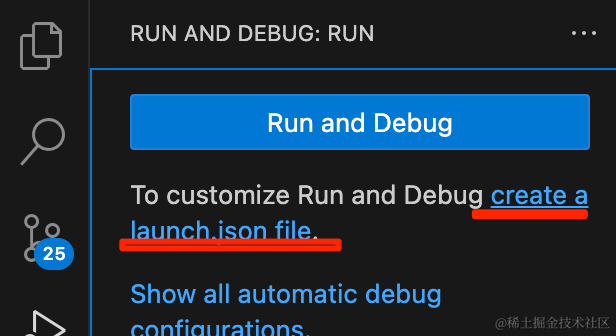 RUN AND DEBUG: RUN
Run and Debug
To customize Run and Debug create a
launch.json file.
25
Show all automatic debug
configurations.
@稀土掘金技术社区